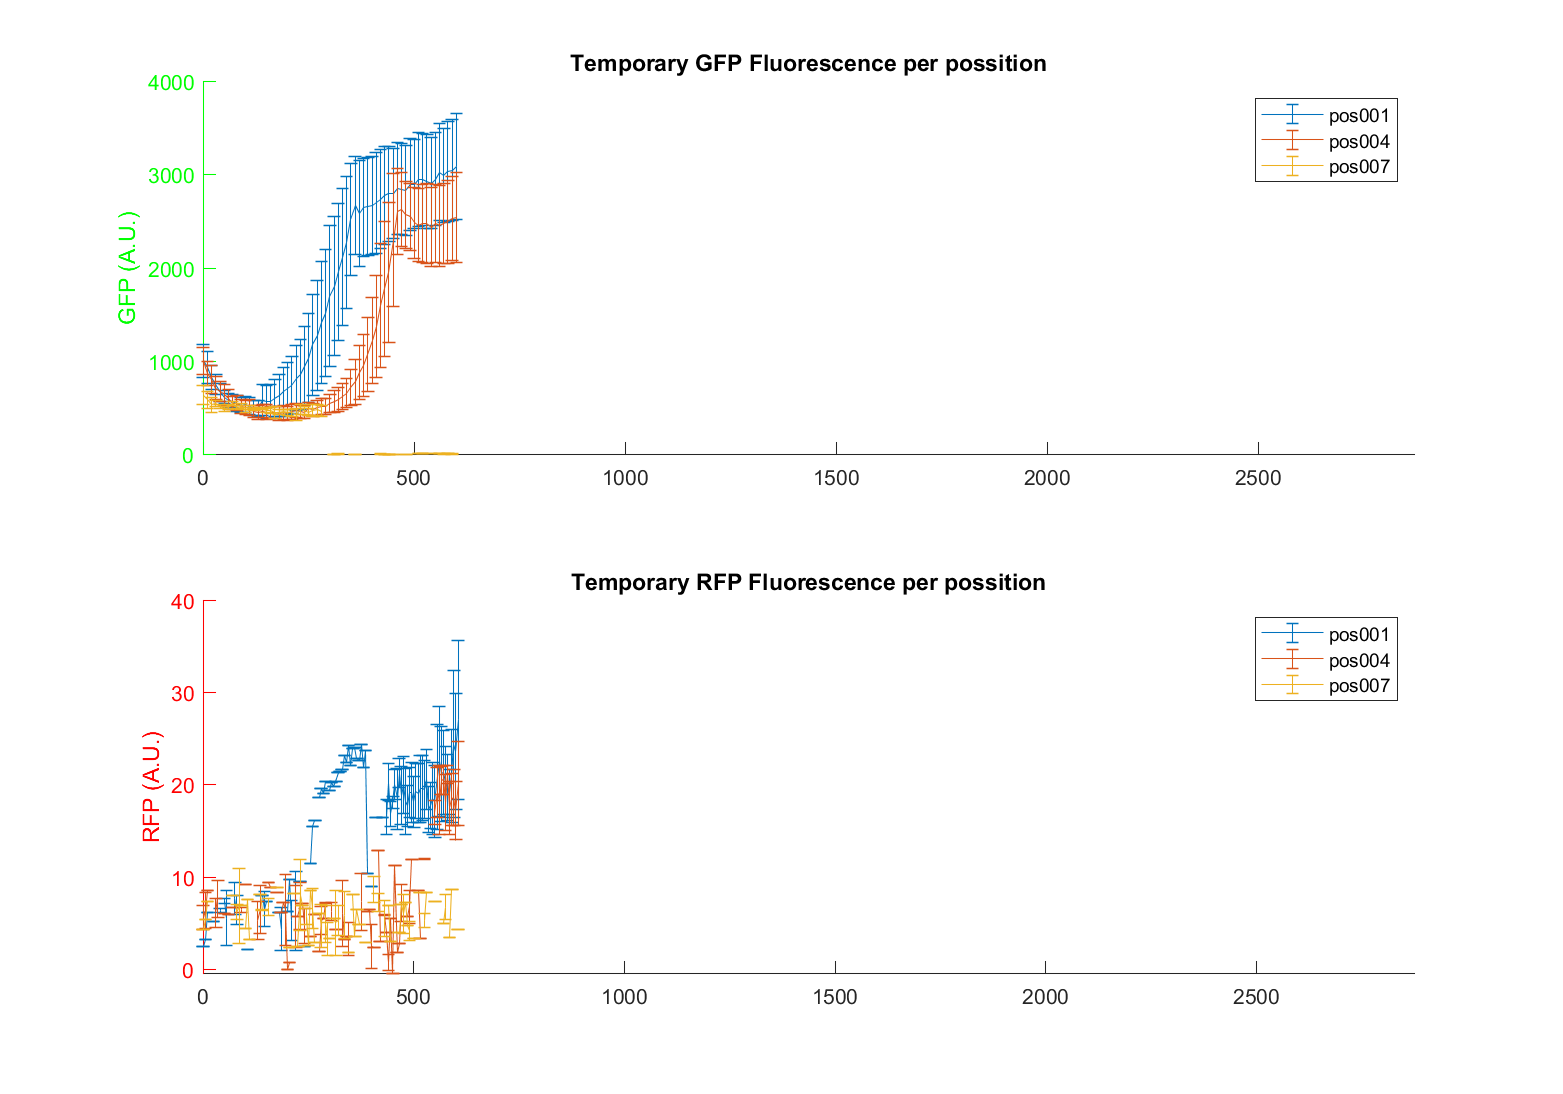 Temporary GFP Fluorescence per possition
4000
3000
2000
1000
0
GFP (A.U.)
0 500 1000 1500 2000 2500
pos001
pos004
pos007
Temporary RFP Fluorescence per possition
40
30
20
10
0
RFP (A.U.)
0 500 1000 1500 2000 2500
pos001
pos004
pos007